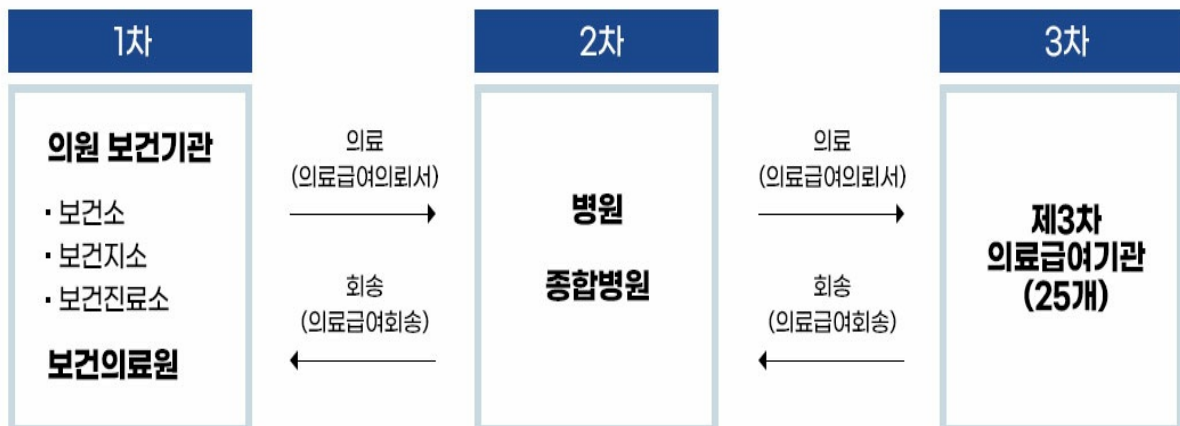 1차
의원 보건기관
· 보건소
· 보건지소
· 보건진료소
보건의료원
의료
(의료급여의뢰서)
회송
(의료급여회송)
2차
병원
종합병원
의료
(의료급여의뢰서)
회송
(의료급여회송)
3차
제3차
의료급여기관
(25개)